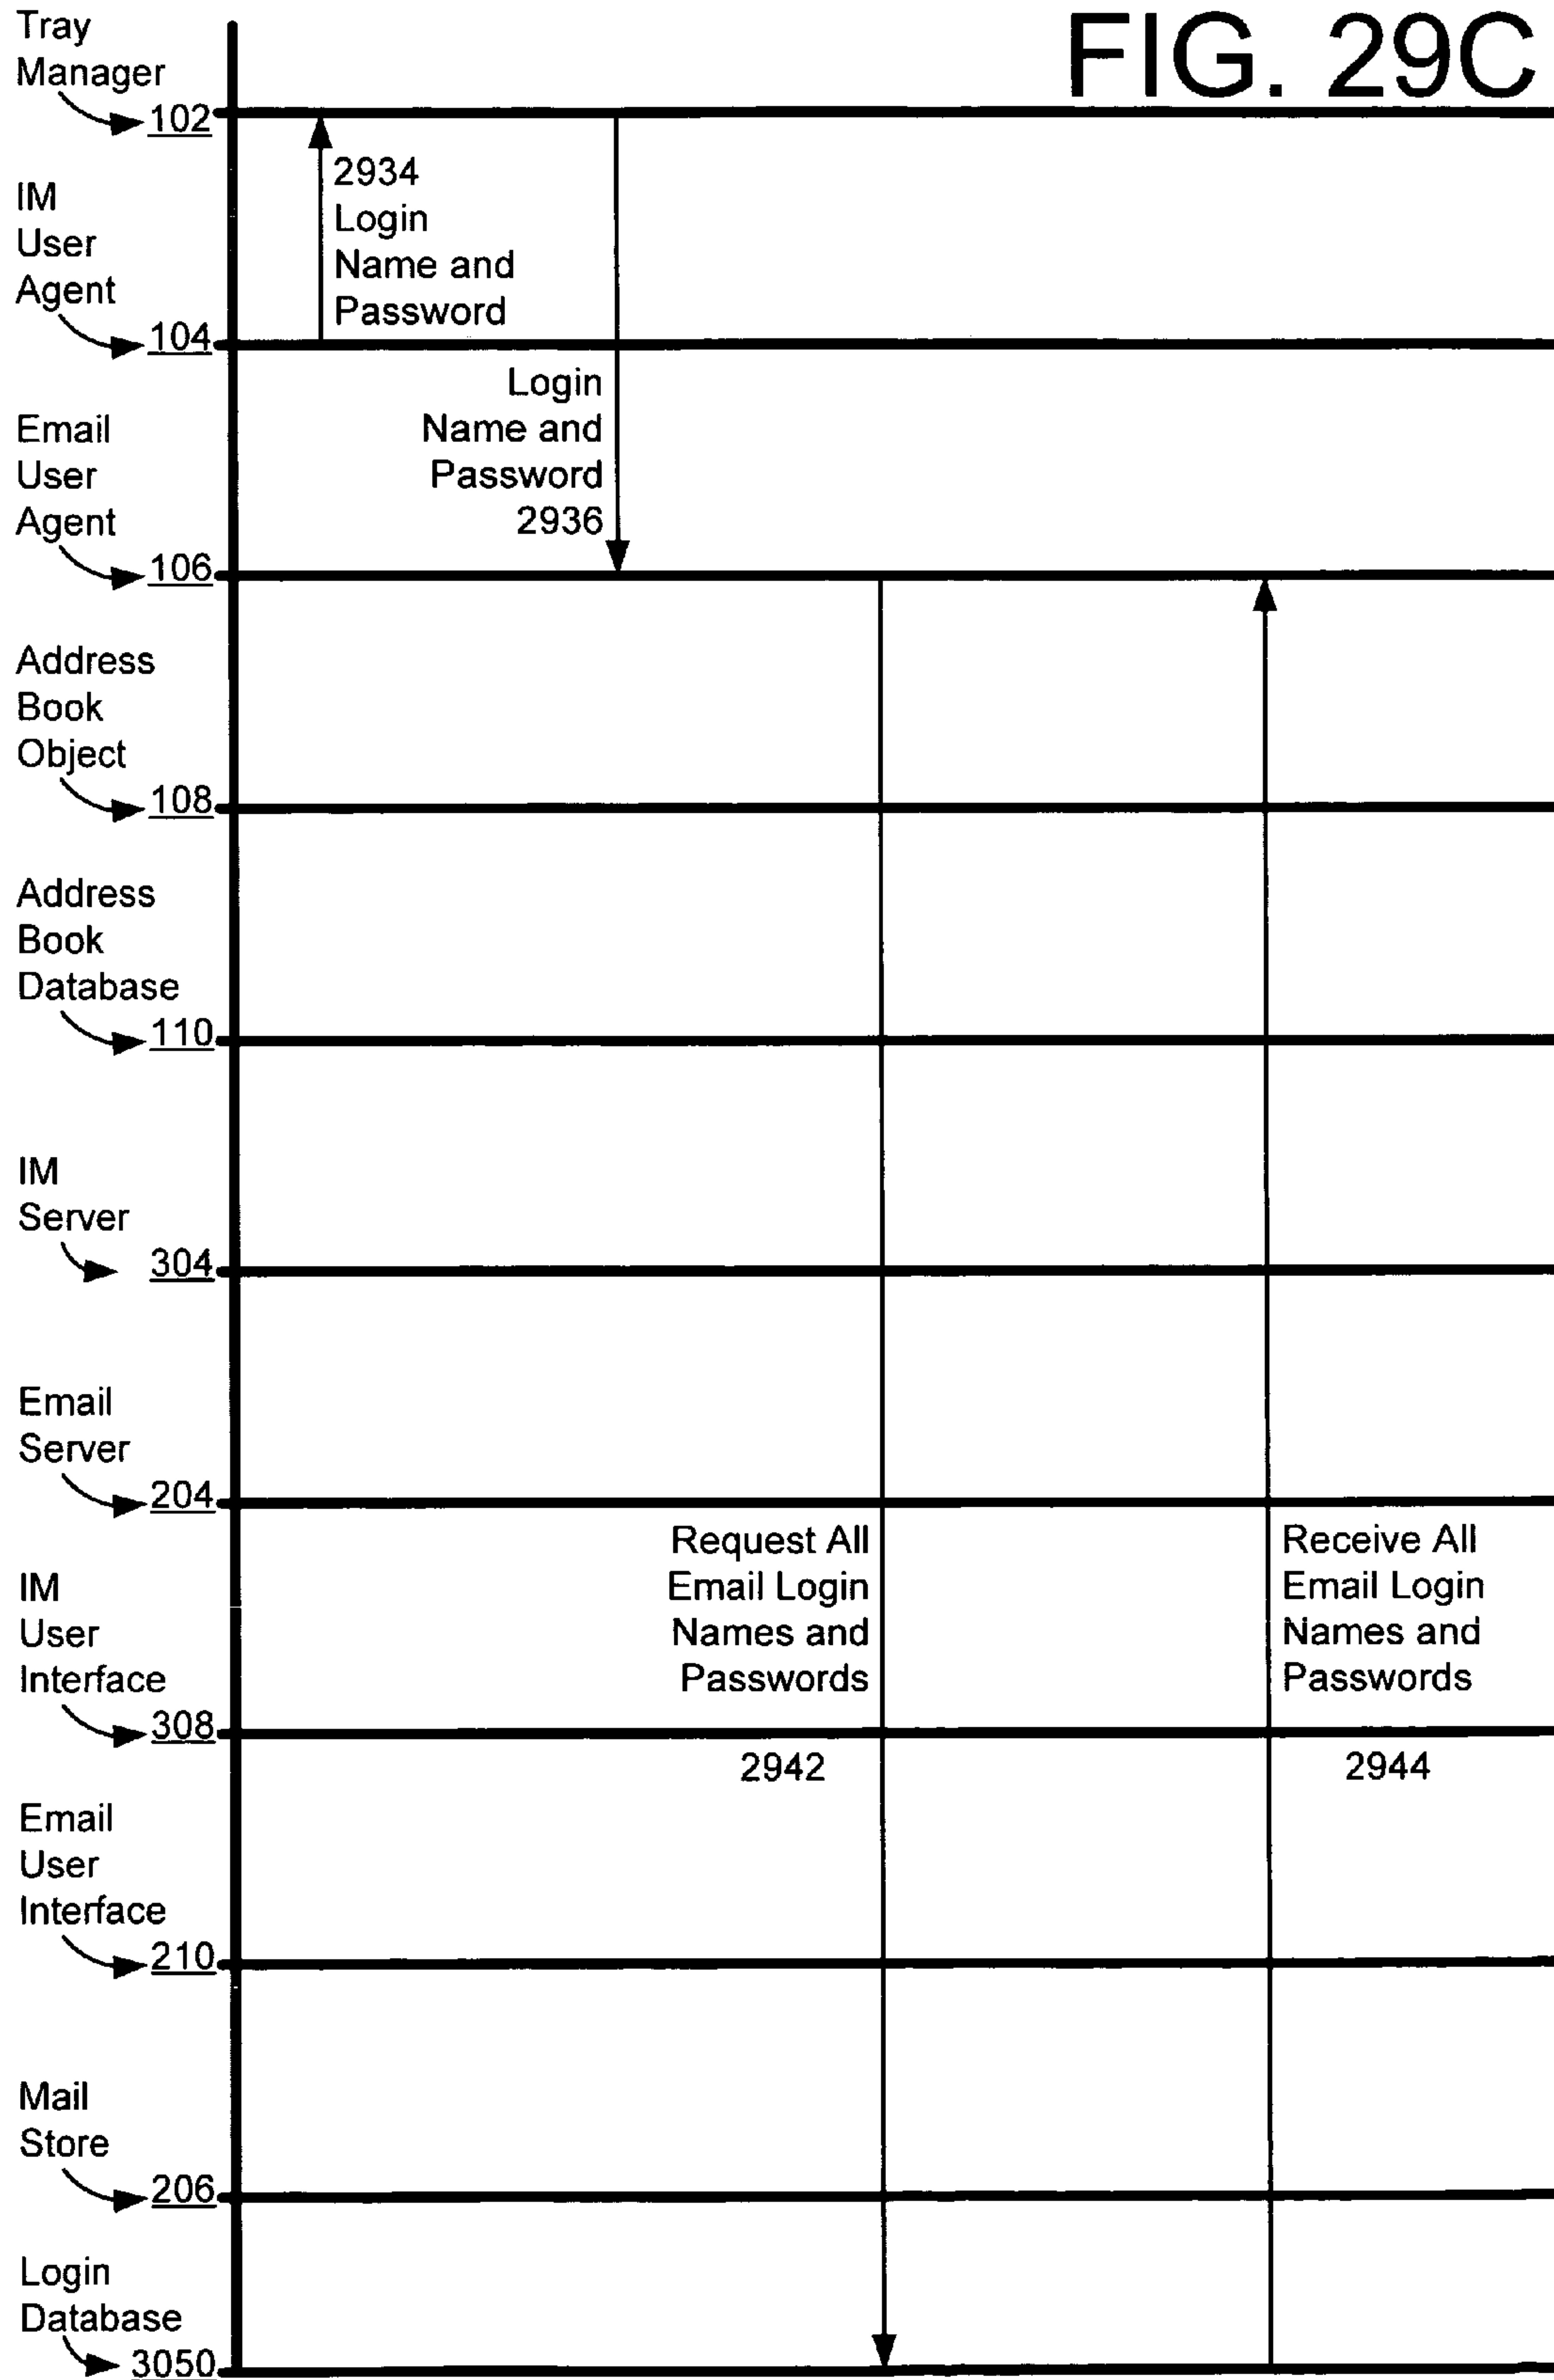 FIG. 29C
Tray
Manager
102
2934
Login
Name and
Password
IM
User
Agent
104
Login
Name and
Password
2936
Email
User
Agent
106
Address
Book
Object
108
Address
Book
Database
110
IM
Server
304
Email
Server
204
Request All
Email Login
Names and
Passwords
Receive All
Email Login
Names and
Passwords
IM
User
Interface
308
2942
2944
Email
User
Interface
210
Mail
Store
206
Login
Database
3050